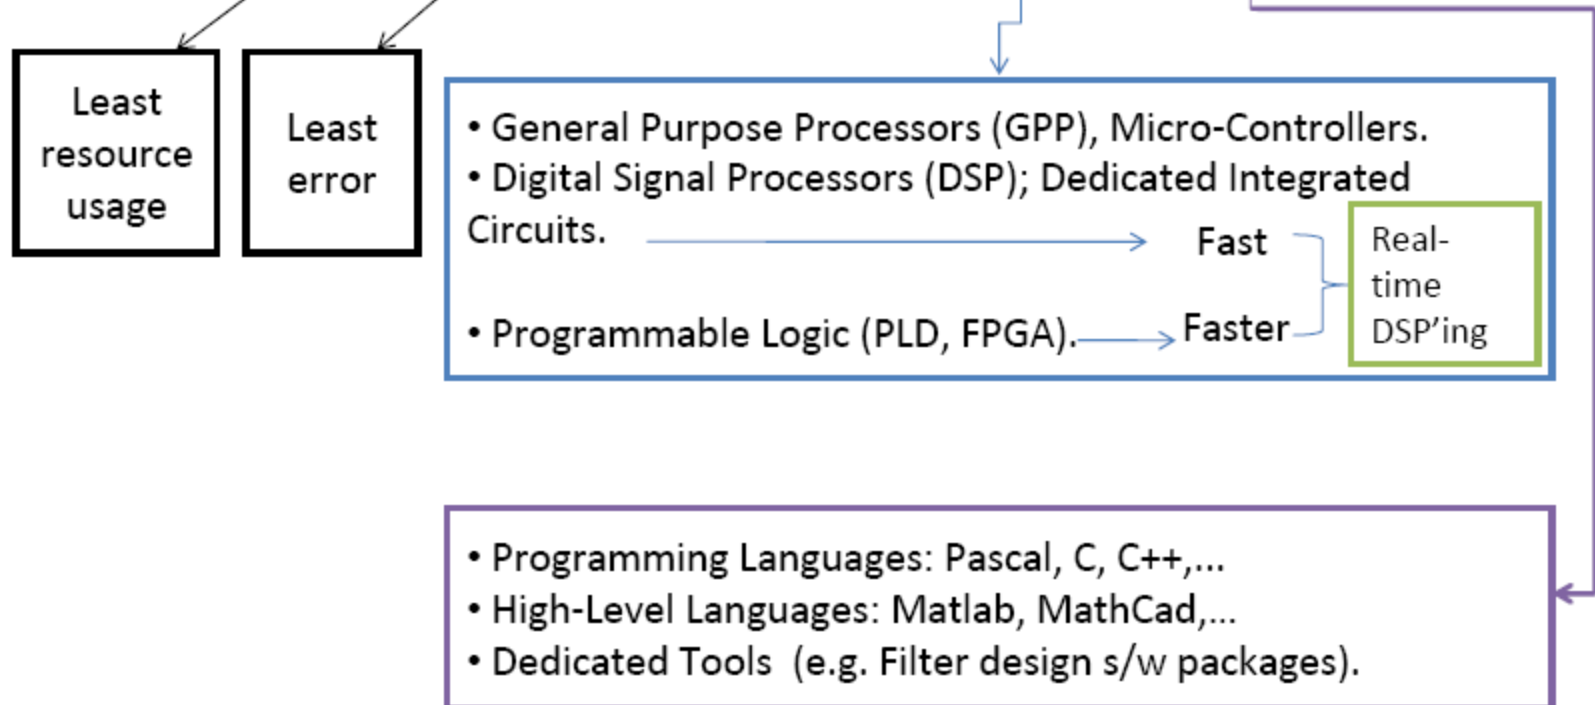 Least
resource
usage
Least
error
• General Purpose Processors (GPP), Micro-Controllers.
• Digital Signal Processors (DSP); Dedicated Integrated
Circuits.
Fast
• Programmable Logic (PLD, FPGA).
Faster
Real-
time
DSP’ing
• Programming Languages: Pascal, C, C++,...
• High-Level Languages: Matlab, MathCad,...
• Dedicated Tools (e.g. Filter design s/w packages).